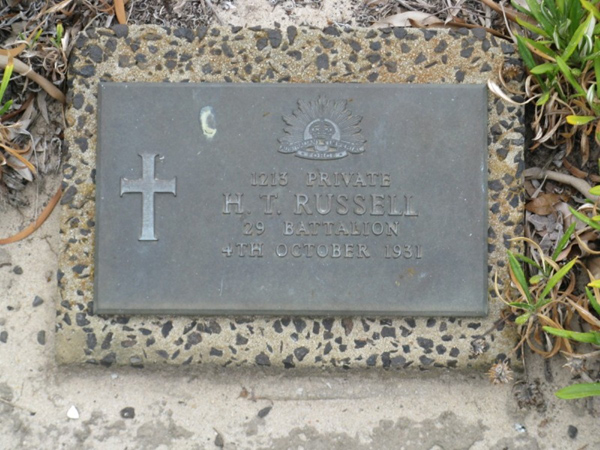 1213 PRIVATE
H. T. RUSSELL
29 BATTALION
4TH OCTOBER 1931